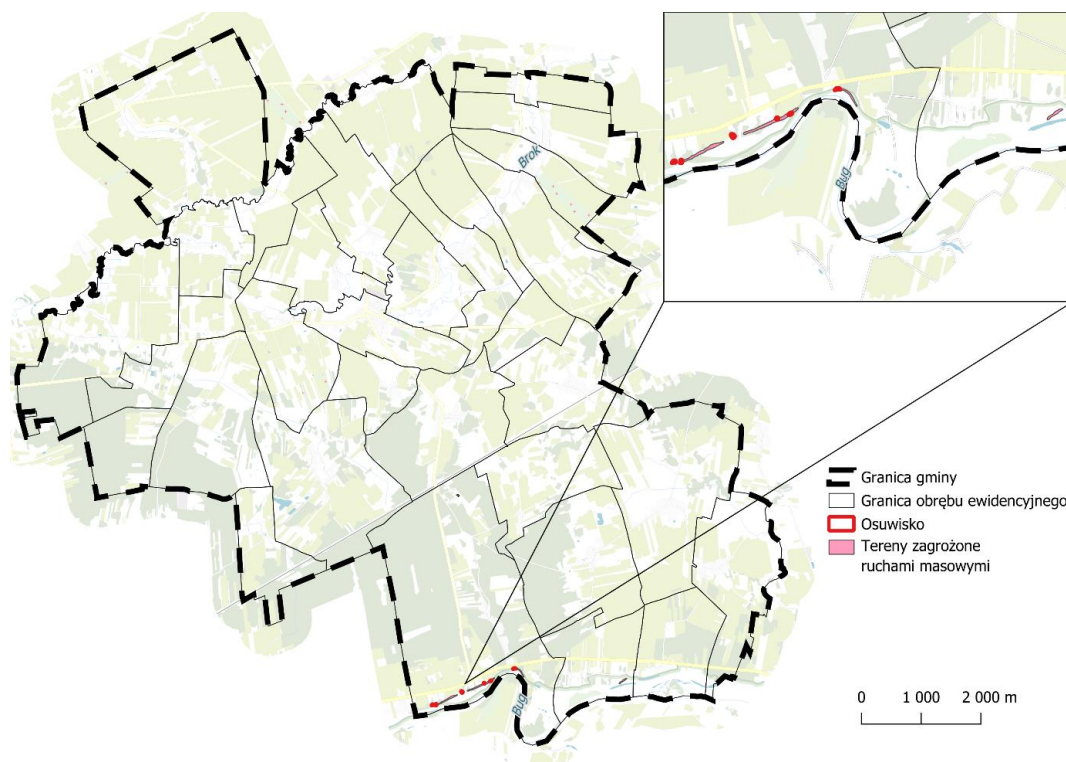 Brok
Bug
Granica gminy
Granica obrębu ewidencyjnego
Osuwisko
Tereny zagrożone
ruchami masowymi
Bug
0 1 000 2 000 m